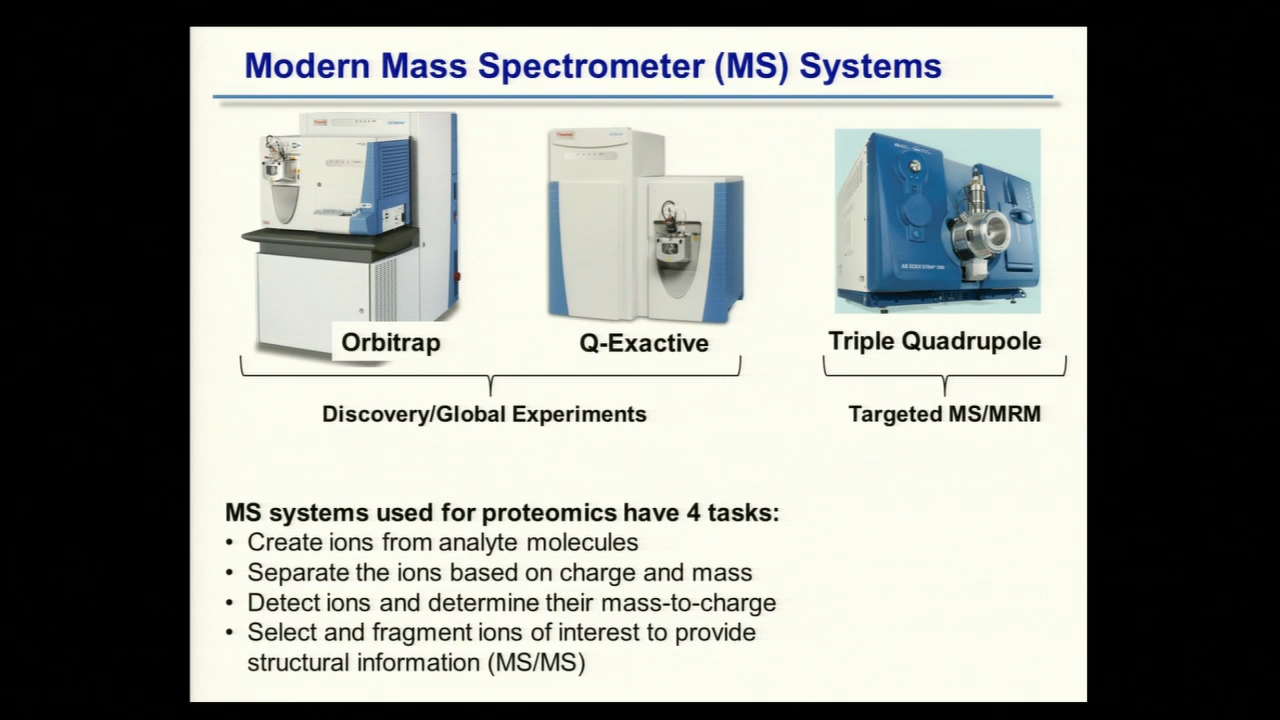 Modern Mass Spectrometer (MS) Systems
Orbitrap
Q-Exactive
Triple Quadrupole
Discovery/Global Experiments
Targeted MS/MRM
MS systems used for proteomics have 4 tasks:
• Create ions from analyte molecules
• Separate the ions based on charge and mass
• Detect ions and determine their mass-to-charge
• Select and fragment ions of interest to provide
structural information (MS/MS)